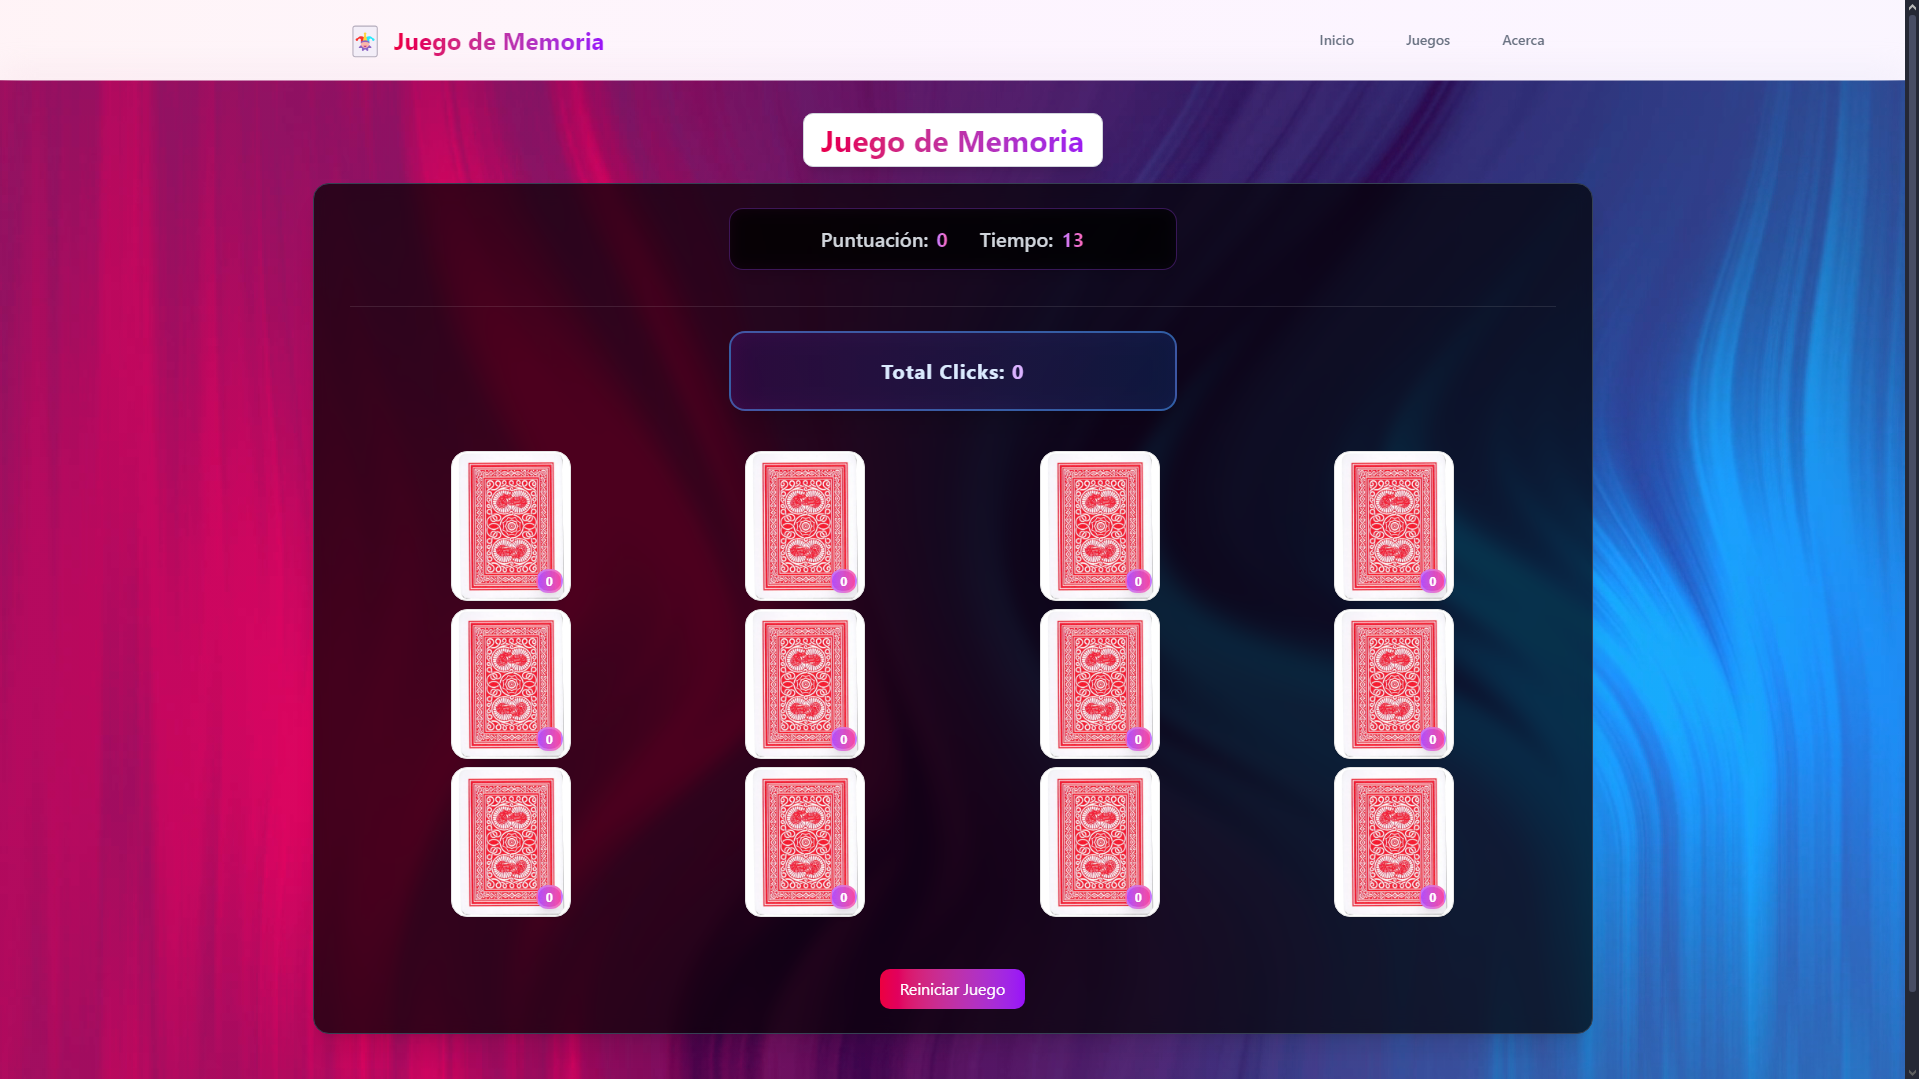 Juego de Memoria
Inicio
Juegos
Acerca
Juego de Memoria
Puntuación: 0 Tiempo: 13
Total Clicks: 0
0 0 0 0
0 0 0 0
0 0 0 0
Reiniciar Juego